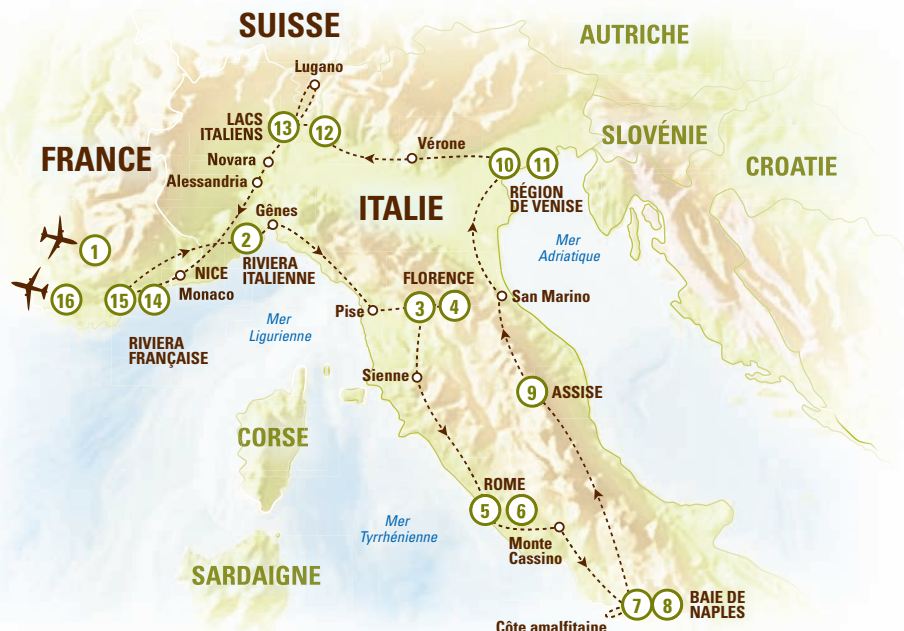 SUISSE
AUTRICHE
Lugano
LACS
ITALIENS
13
12
Vérone
SLOVÉNIE
FRANCE
Novara
10
11
CROATIE
Alessandria
ITALIE
RÉGION
DE VENISE
Gênes
1
2
Mer
Adriatique
RIVIERA
ITALIENNE
NICE
FLORENCE
16
15
14
Monaco
3
4
San Marino
Pise
Mer
Ligurienne
RIVIERA
FRANÇAISE
Sienne
9
ASSISE
CORSE
ROME
5
6
Mer
Tyrrhénienne
Monte
Cassino
SARDAIGNE
7
8
BAIE DE
NAPLES
Côte amalfitaine